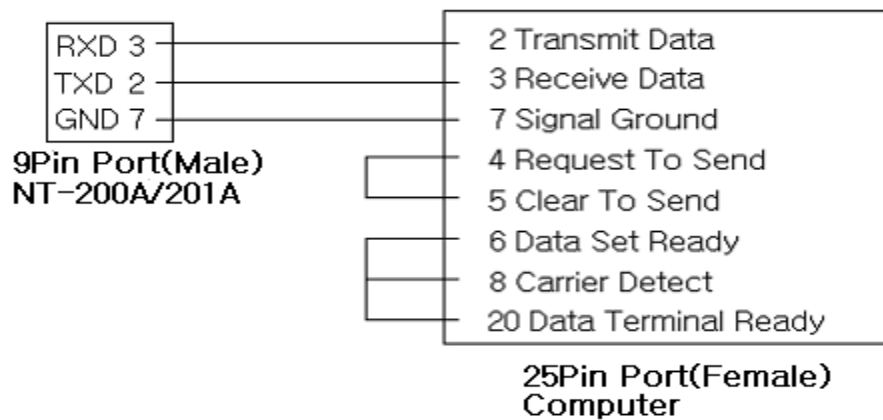 RXD 3
TXD 2
GND 7
9Pin Port(Male)
NT-200A/201A
2 Transmit Data
3 Receive Data
7 Signal Ground
4 Request To Send
5 Clear To Send
6 Data Set Ready
8 Carrier Detect
20 Data Terminal Ready
25Pin Port(Female)
Computer